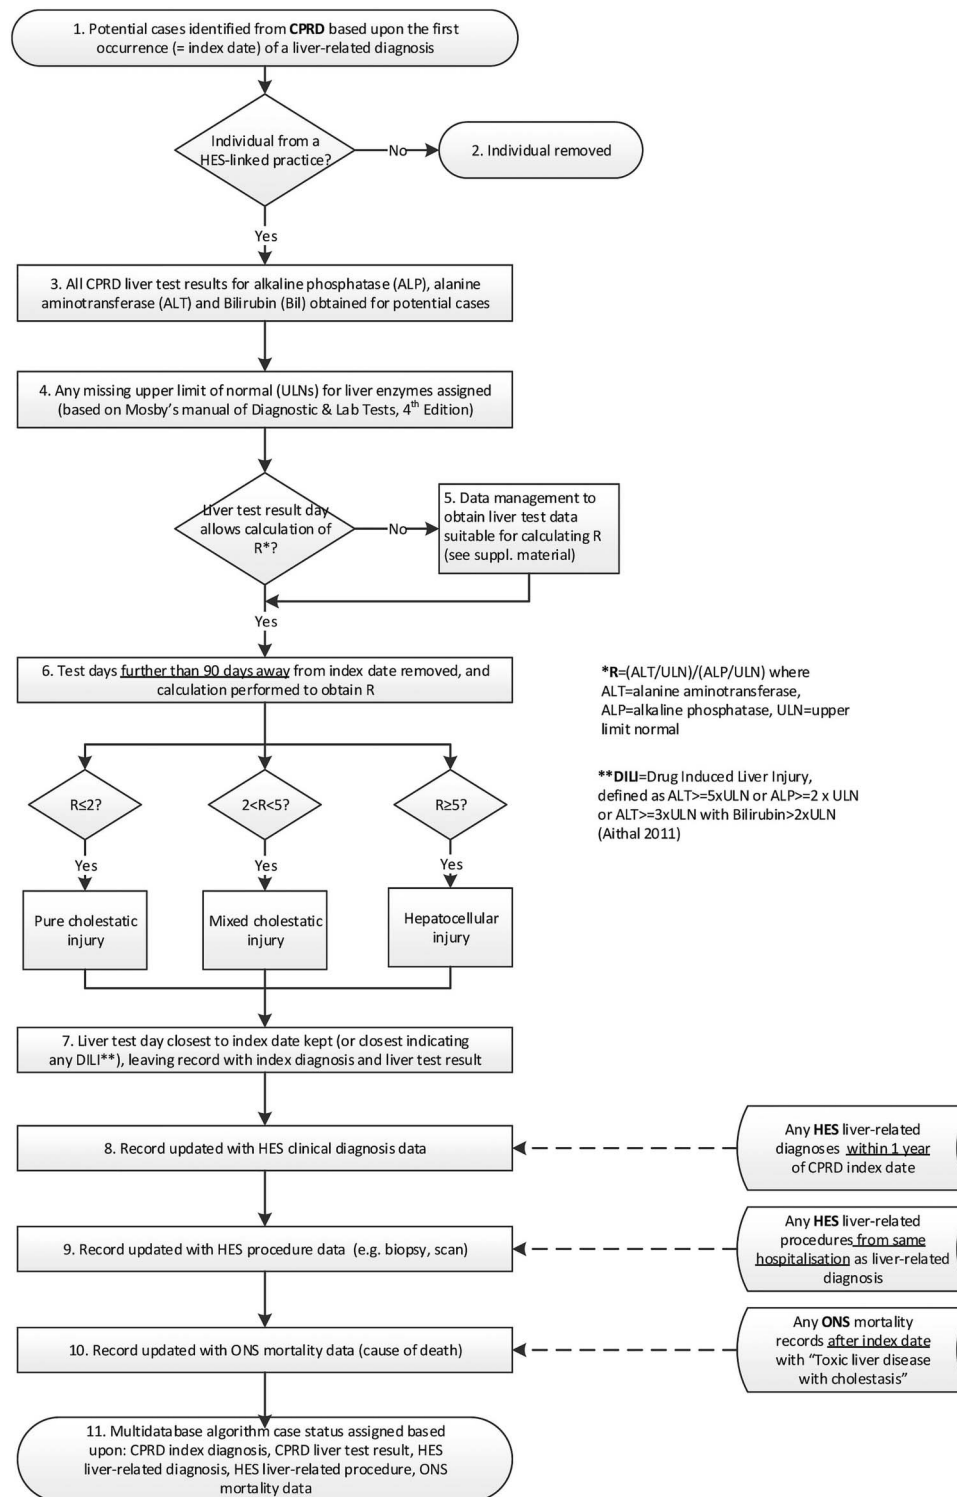 1. Potential cases identified from CPRD based upon the first
occurrence (= index date) of a liver-related diagnosis
Individual from a
HES-linked practice?
No
2. Individual removed
Yes
3. All CPRD liver test results for alkaline phosphatase (ALP), alanine
aminotransferase (ALT) and Bilirubin (Bil) obtained for potential cases
4. Any missing upper limit of normal (ULNs) for liver enzymes assigned
(based on Mosby's manual of Diagnostic & Lab Tests, 4th Edition)
Liver test result day
allows calculation of
R*?
No
5. Data management to
obtain liver test data
suitable for calculating R
(see suppl. material)
Yes
6. Test days further than 90 days away from index date removed, and
calculation performed to obtain R
*R=(ALT/ULN)/(ALP/ULN) where
ALT=alanine aminotransferase,
ALP=alkaline phosphatase, ULN=upper
limit normal
**DILI=Drug Induced Liver Injury,
defined as ALT>=5xULN or ALP>=2 x ULN
or ALT>=3xULN with Bilirubin>2xULN
(Aithal 2011)
R≤2?
2<R<5?
R≥5?
Yes
Yes
Yes
Pure cholestatic
injury
Mixed cholestatic
injury
Hepatocellular
injury
7. Liver test day closest to index date kept (or closest indicating
any DILI**), leaving record with index diagnosis and liver test result
8. Record updated with HES clinical diagnosis data
Any HES liver-related
diagnoses within 1 year
of CPRD index date
9. Record updated with HES procedure data (e.g. biopsy, scan)
Any HES liver-related
procedures from same
hospitalisation as liver-related
diagnosis
10. Record updated with ONS mortality data (cause of death)
Any ONS mortality
records after index date
with "Toxic liver disease
with cholestasis"
11. Multidatabase algorithm case status assigned based
upon: CPRD index diagnosis, CPRD liver test result, HES
liver-related diagnosis, HES liver-related procedure, ONS
mortality data